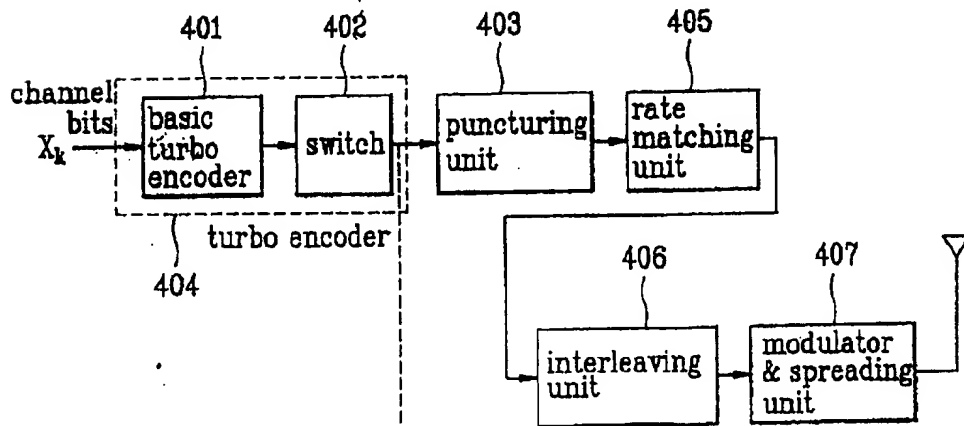 401
402
403
405
channel
bits
X_k
basic
turbo
encoder
switch
puncturing
unit
rate
matching
unit
turbo encoder
404
406
407
interleaving
unit
modulator
& spreading
unit